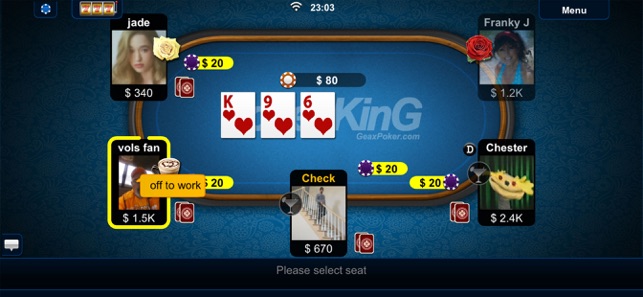 23:03
Menu
jade
$ 340
$ 20
$ 80
Franky J
$ 1.2K
K
9
6
KinG
GeaxPoker.com
vols fan
off to work
$ 1.5K
$ 20
Check
$ 670
$ 20
$ 20
D
Chester
$ 2.4K
Please select seat